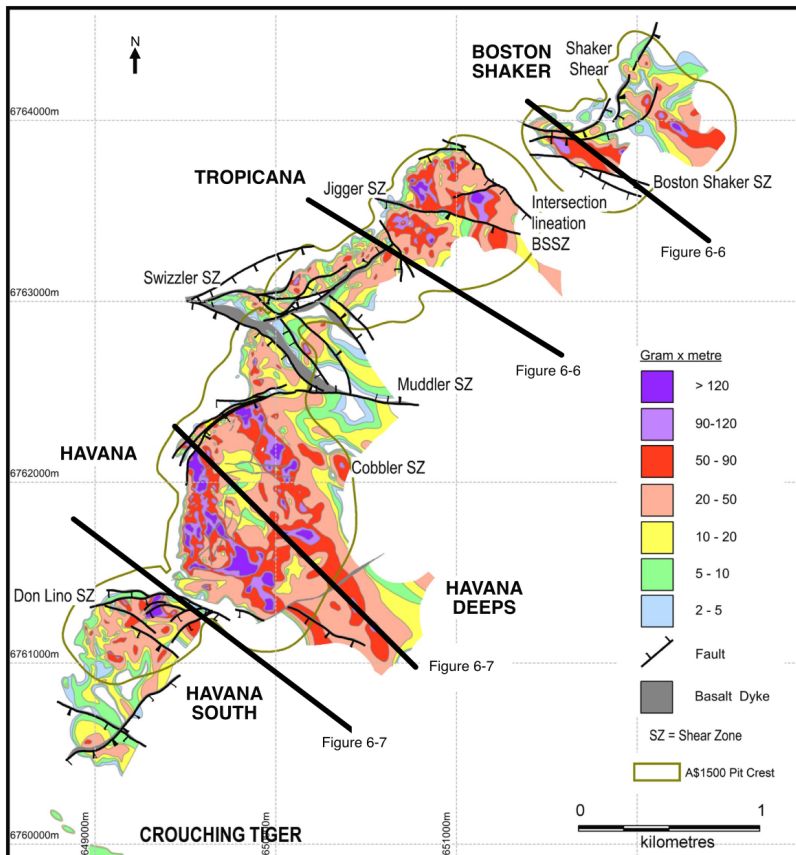 N
BOSTON
SHAKER
Shaker
Shear
6764000m
TROPICANA
Jigger SZ
Boston Shaker SZ
Intersection
lineation
BSSZ
Figure 6-6
Swizzler SZ
6763000m
Figure 6-6
Muddler SZ
HAVANA
6762000m
Cobbler SZ
Don Lino SZ
HAVANA
DEEPS
6761000m
Figure 6-7
HAVANA
SOUTH
Figure 6-7
6760000m
649000m
651000m
CROUCHING TIGER
Gram x metre
> 120
90-120
50 - 90
20 - 50
10 - 20
5 - 10
2 - 5
Fault
Basalt Dyke
SZ = Shear Zone
A$1500 Pit Crest
0 1
kilometres